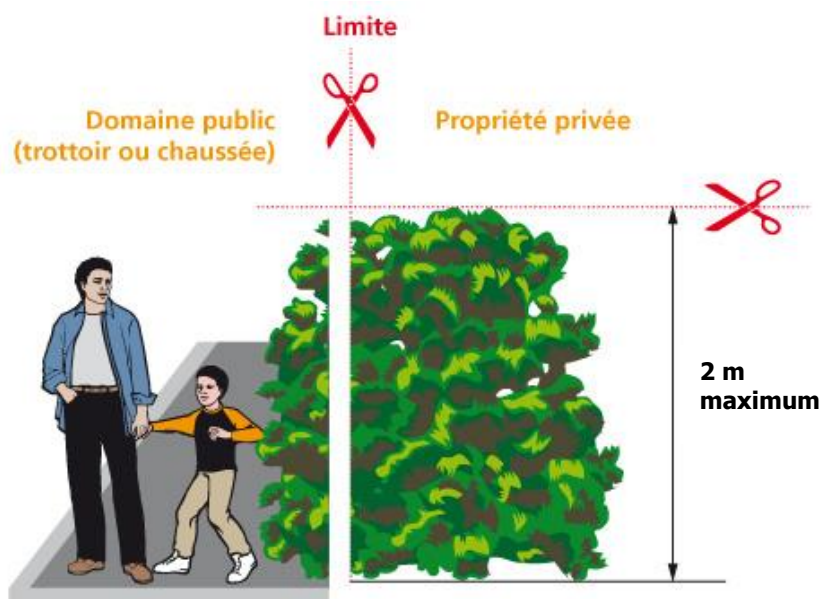 Limite
Domaine public
(trottoir ou chaussée)
Propriété privée
2 m
maximum